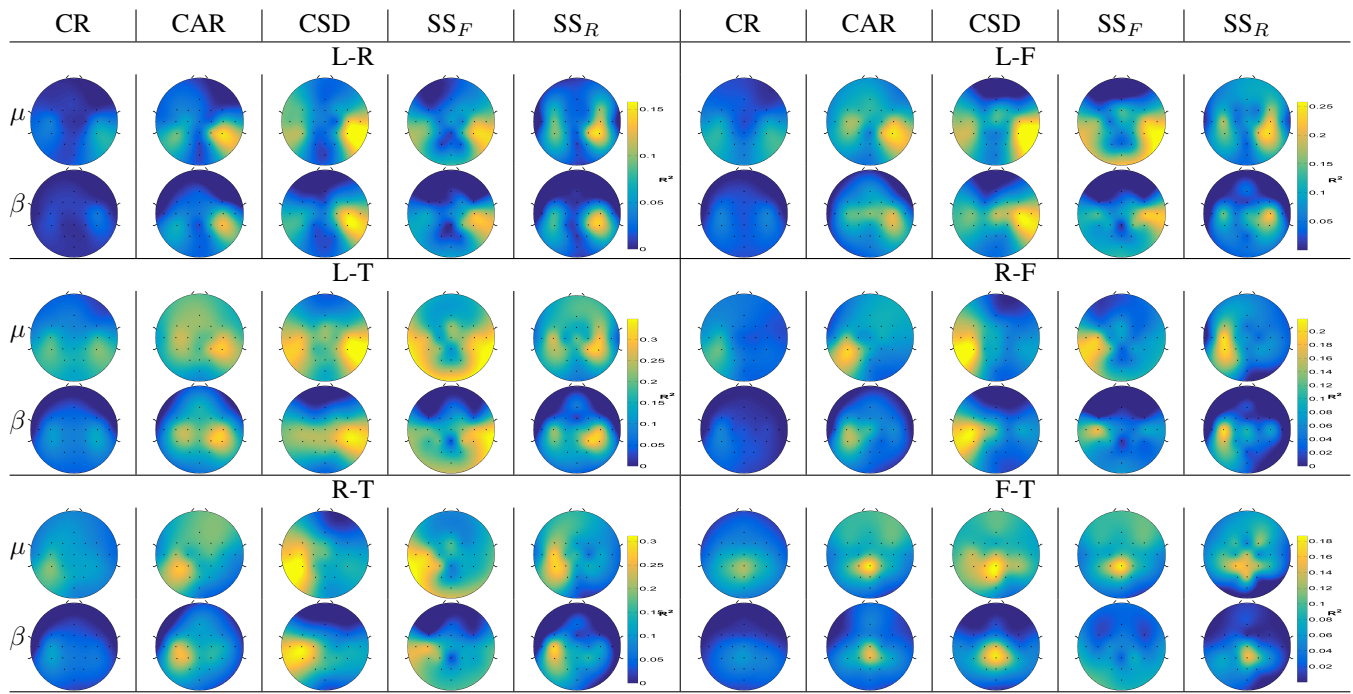 CR CAR CSD SS_F SS_R CR CAR CSD SS_F SS_R
L-R L-F
μ
0.15
0.1
0.05
0
R²
0.25
0.2
0.15
0.1
0.05
R²
β
L-T R-F
μ
0.3
0.25
0.2
0.15
0.1
0.05
0
R²
0.2
0.18
0.16
0.14
0.12
0.1
0.08
0.06
0.04
0.02
0
R²
β
R-T F-T
μ
0.3
0.25
0.2
0.15
0.1
0.05
0
R²
0.18
0.16
0.14
0.12
0.1
0.08
0.06
0.04
0.02
R²
β